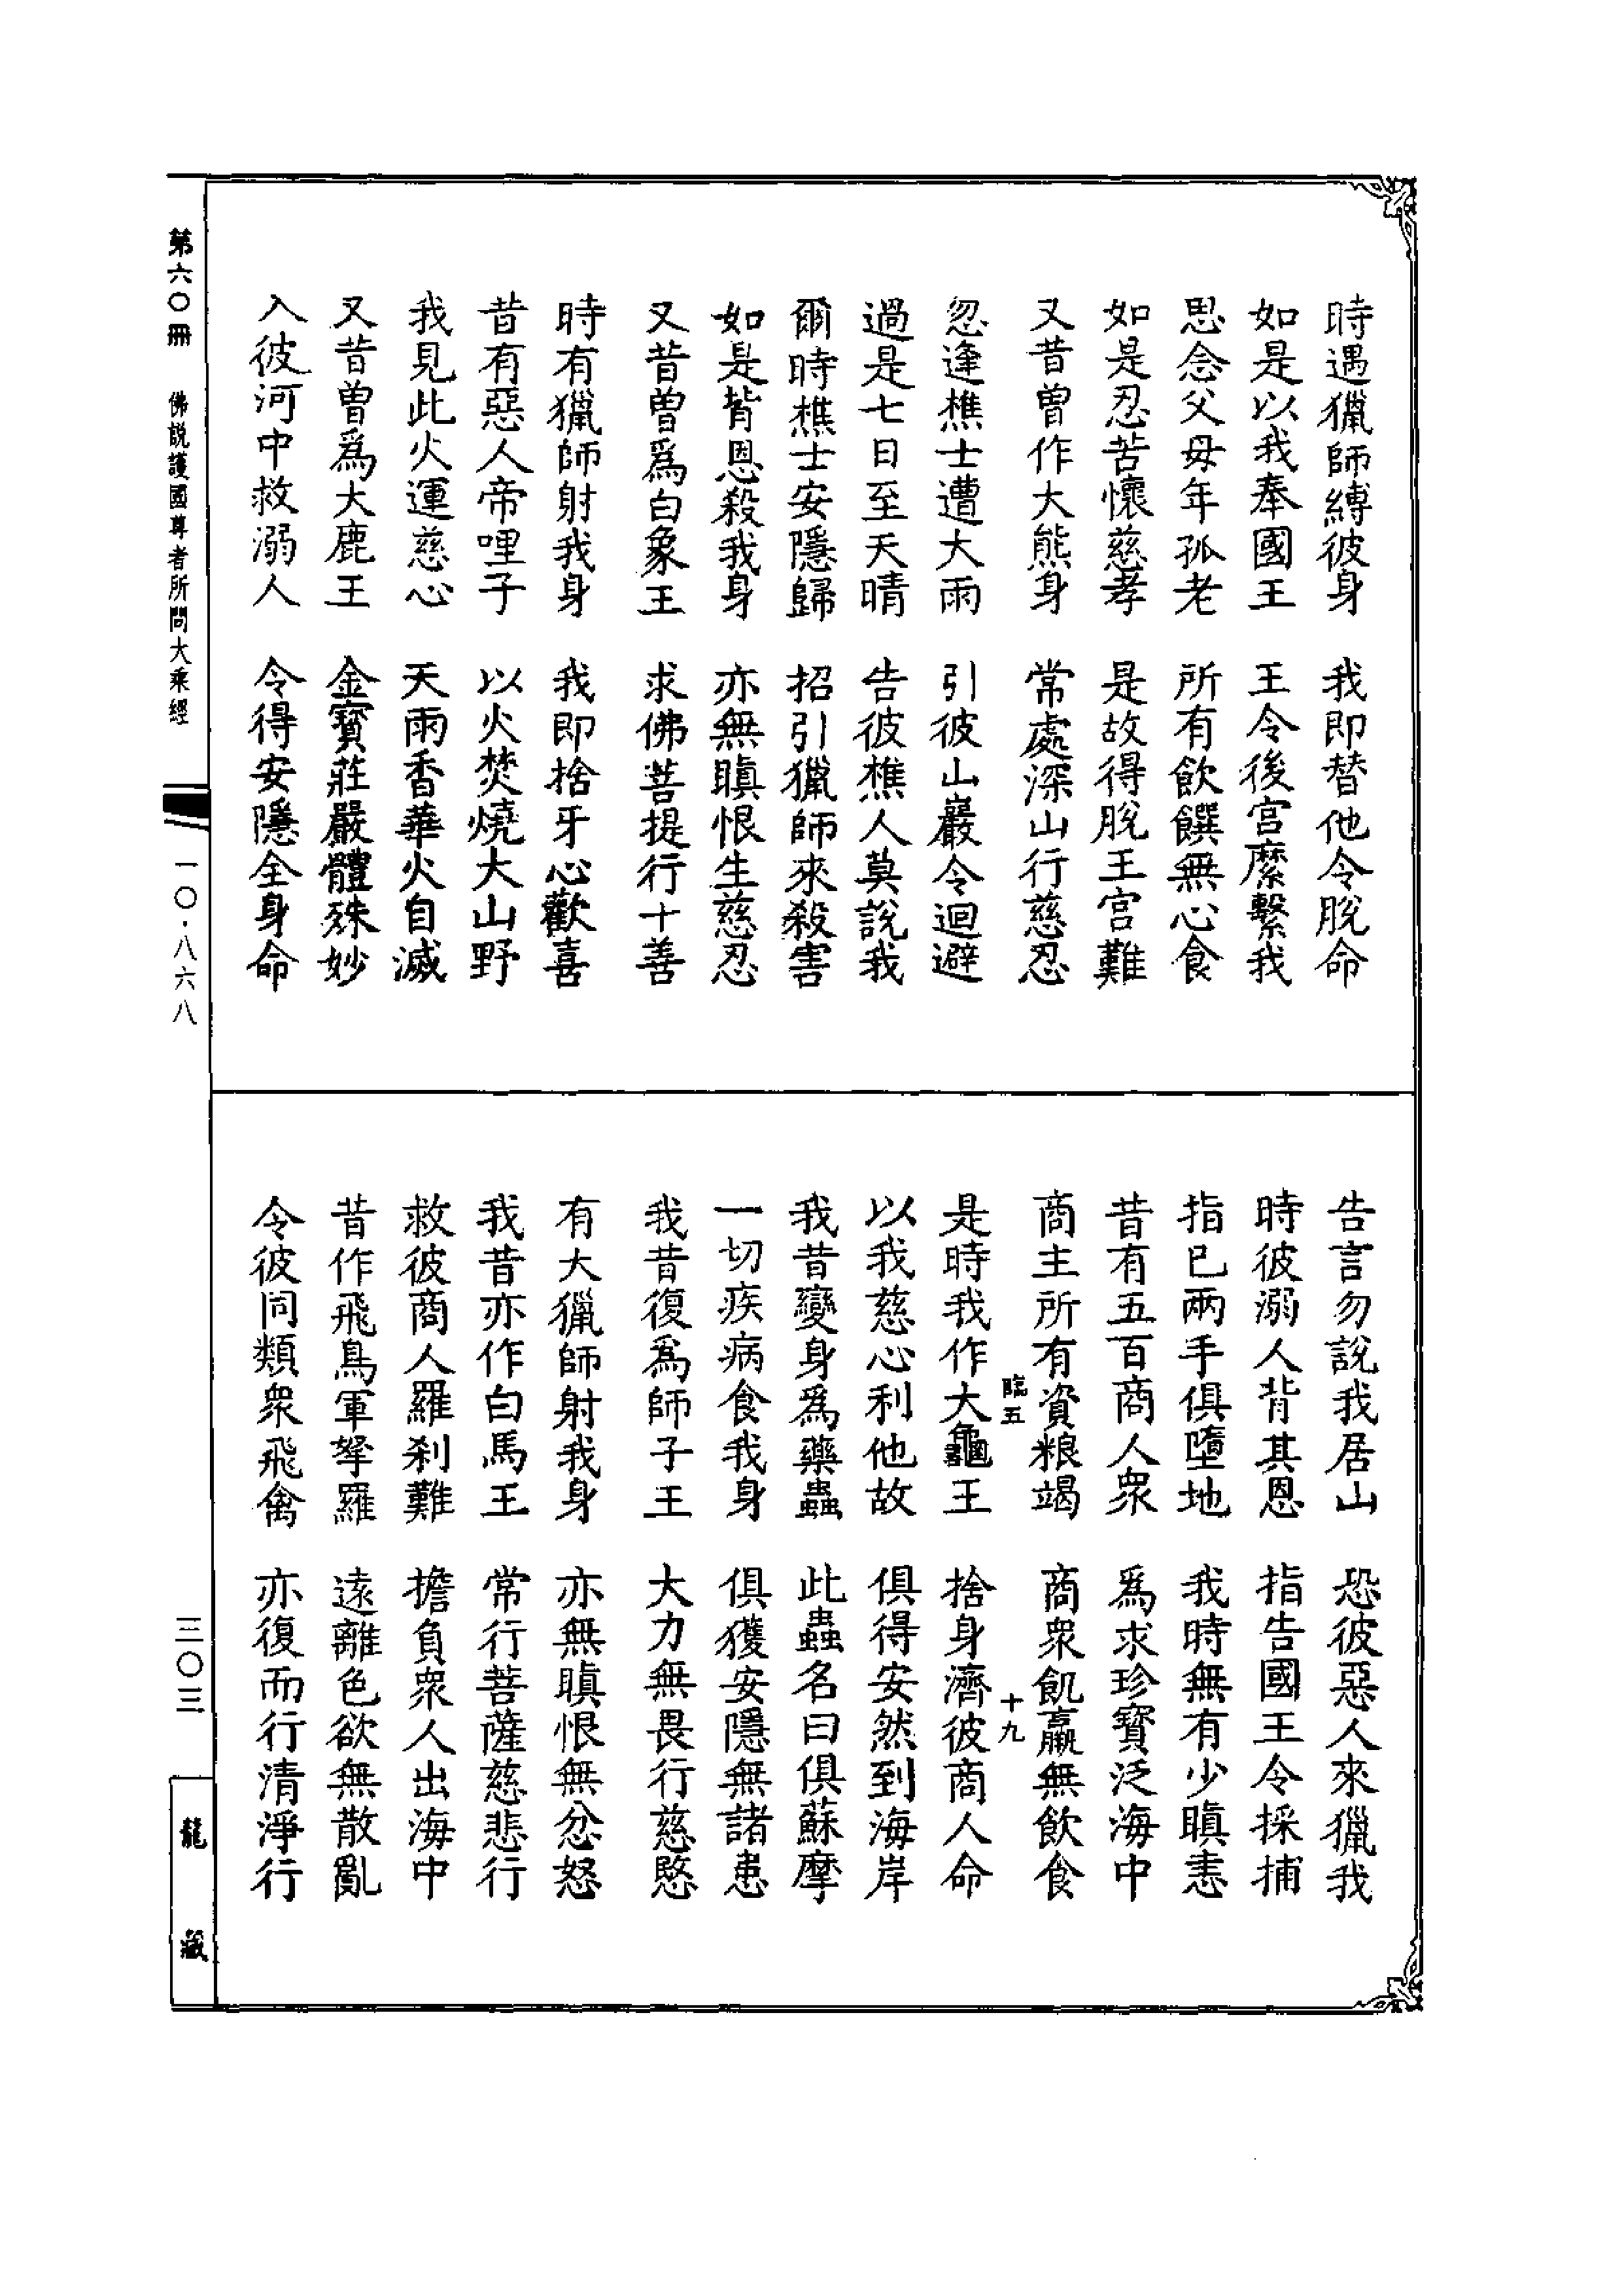 時遇獵師縛彼身　我即替他令脫命
如是以我奉國王　王令後宮縻繫我
思念父母年孤老　所有飲饌無心食
如是忍苦懷慈孝　是故得脫王宮難
又昔曾作大熊身　常處深山行慈忍
忽逢樵士遭大雨　引彼山巖令迴避
過是七日至天晴　告彼樵人莫說我
爾時樵士安隱歸　招引獵師來殺害
如是背恩殺我身　亦無瞋恨生慈忍
又昔曾爲白象王　求佛菩提行十善
時有獵師射我身　我即捨牙心歡喜
昔有惡人帝哩子　以火焚燒大山野
我見此火運慈心　天雨香華火自滅
又昔曾爲大鹿王　金寶莊嚴體殊妙
入彼河中救溺人　令得安隱全身命
告言勿說我居山　恐彼惡人來獵我
時彼溺人背其恩　指告國王令採捕
指已兩手俱墮地　我時無有少瞋恚
昔有五百商人衆　爲求珍寶泛海中
商主所有資粮竭　商衆飢羸無飲食
臨五　十九
是時我作大龜王　捨身濟彼商人命
以我慈心利他故　俱得安然到海岸
我昔變身爲藥蟲　此蟲名曰俱蘇摩
一切疾病食我身　俱獲安隱無諸患
我昔復爲師子王　大力無畏行慈愍
有大獵師射我身　亦無瞋恨無忿怒
我昔亦作白馬王　常行菩薩慈悲行
救彼商人羅刹難　擔負衆人出海中
昔作飛鳥軍拏羅　遠離色欲無散亂
令彼同類衆飛禽　亦復而行清淨行
第六〇冊　佛說護國尊者所問大乘經　一〇·八六八　三〇三　龍藏